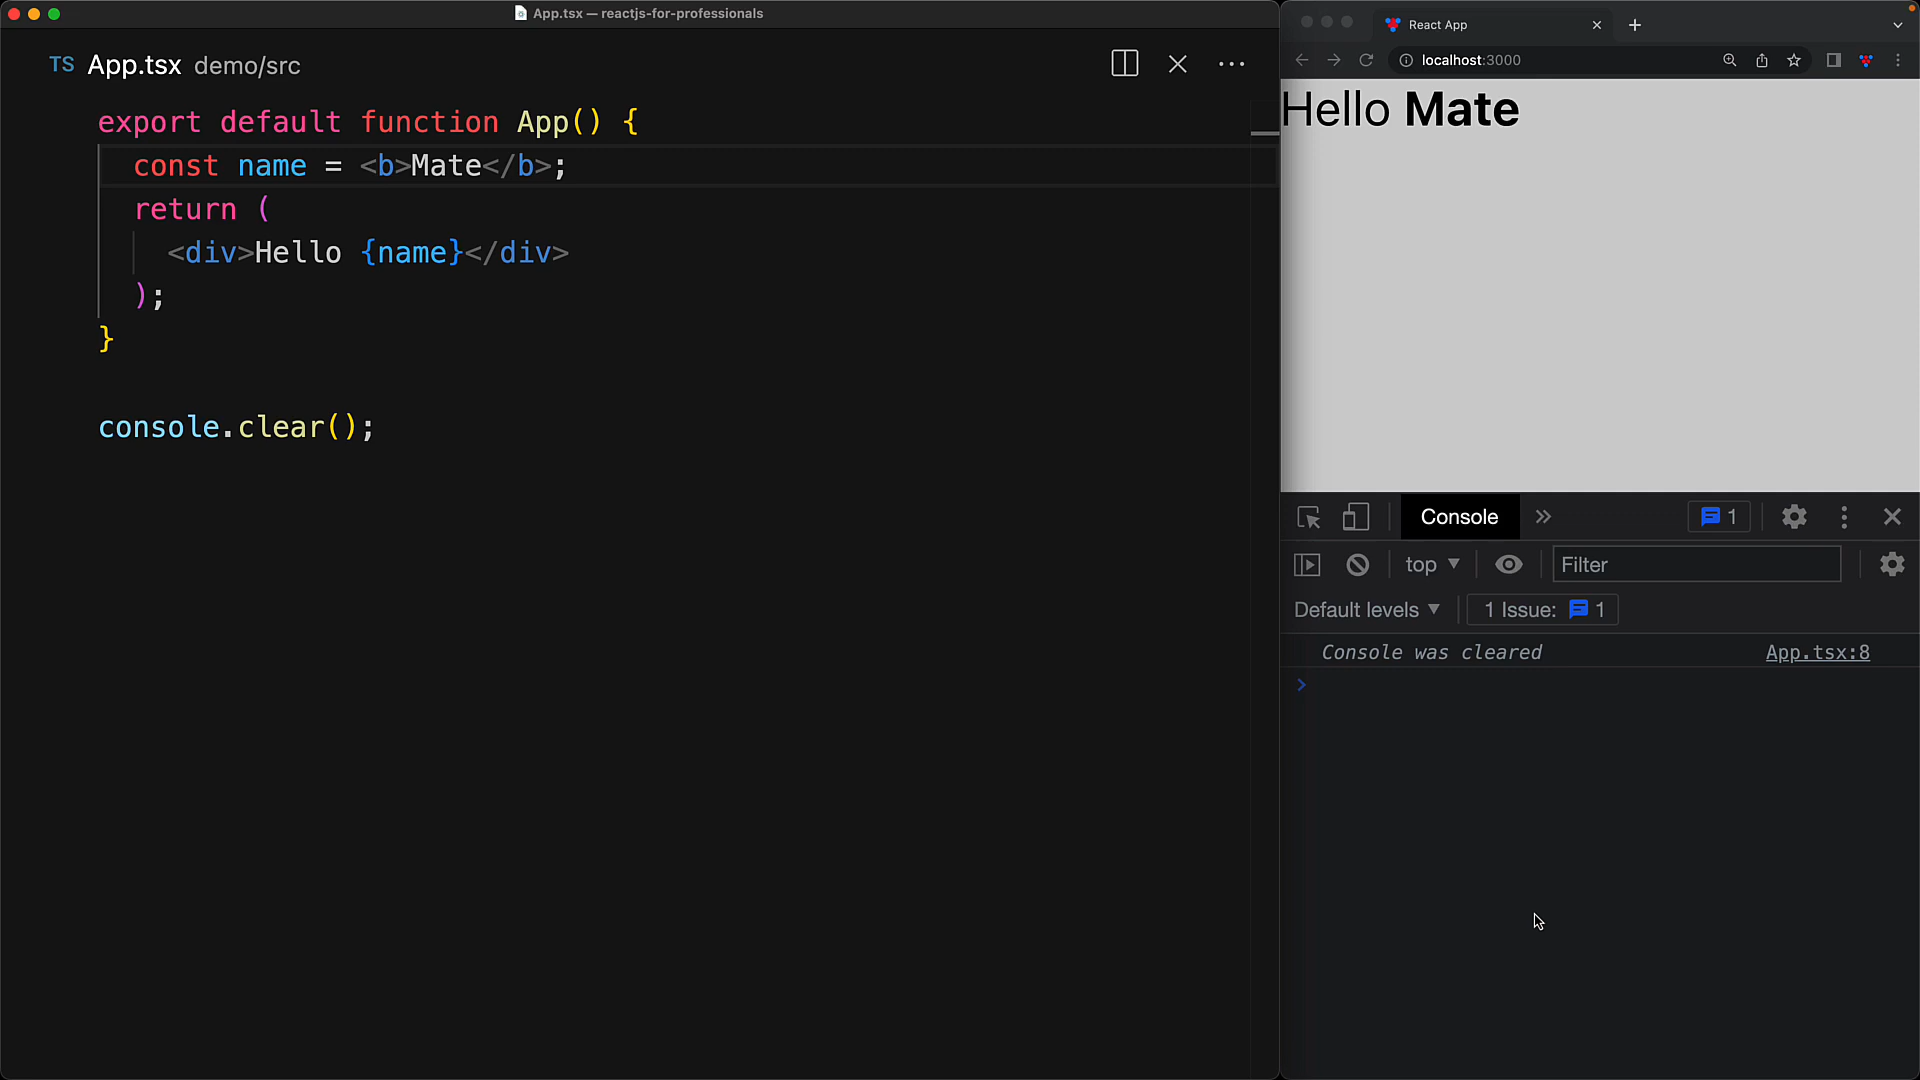 App.tsx — reactjs-for-professionals
TS App.tsx demo/src
export default function App() {
const name = <b>Mate</b>;
return (
<div>Hello {name}</div>
);
}
console.clear();
React App
localhost:3000
Hello Mate
Console
1
top
Filter
Default levels
1 Issue: 1
Console was cleared
App.tsx:8